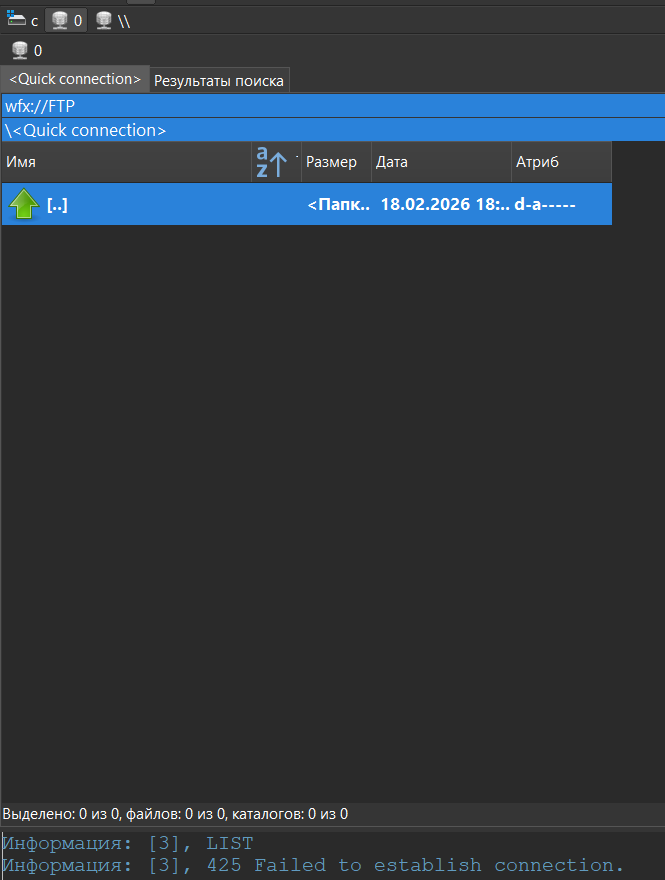 c 0 \\
0
<Quick connection> Результаты поиска
wfx://FTP
\<Quick connection>
Имя Размер Дата Атриб
[..] <Папк.. 18.02.2026 18:.. d-a-----
Выделено: 0 из 0, файлов: 0 из 0, каталогов: 0 из 0
Информация: [3], LIST
Информация: [3], 425 Failed to establish connection.